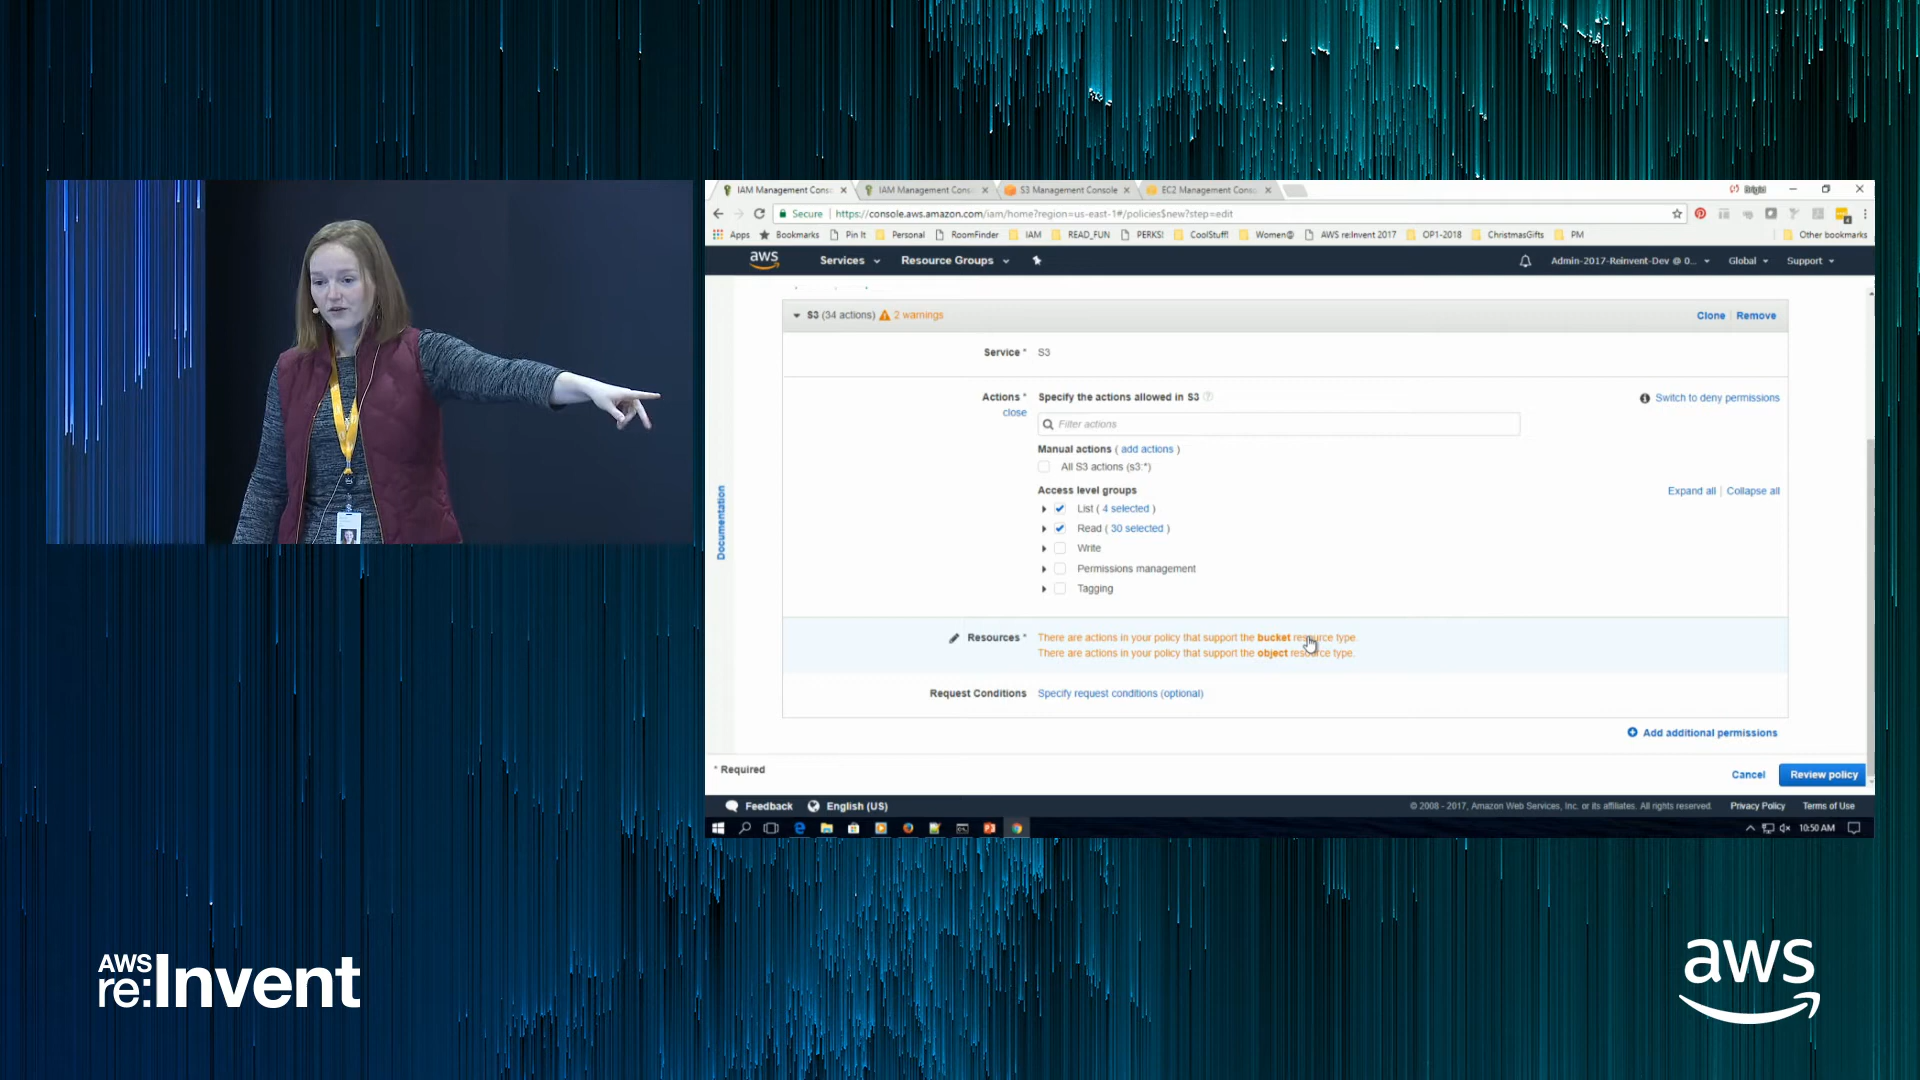 IAM Management Cons
IAM Management Cons
S3 Management Console
EC2 Management Cons
Secure
https://console.aws.amazon.com/iam/home?region=us-east-1#/policies$new?step=edit
Apps
Bookmarks
Pin It
Personal
RoomFinder
IAM
READ_FUN
PERKS!
CoolStuff!
Women@
AWS re:Invent 2017
OP1-2018
ChristmasGifts
PM
Other bookmarks
aws
Services
Resource Groups
Admin-2017-Reinvent-Dev @ 0...
Global
Support
S3 (34 actions) 2 warnings
Clone
Remove
Service * S3
Actions *
close
Specify the actions allowed in S3
Switch to deny permissions
Filter actions
Manual actions ( add actions )
All S3 actions (s3:*)
Access level groups
Expand all | Collapse all
List ( 4 selected )
Read ( 30 selected )
Write
Permissions management
Tagging
Documentation
Resources *
There are actions in your policy that support the bucket resource type.
There are actions in your policy that support the object resource type.
Request Conditions
Specify request conditions (optional)
Add additional permissions
* Required
Cancel
Review policy
Feedback
English (US)
© 2008 - 2017, Amazon Web Services, Inc. or its affiliates. All rights reserved.
Privacy Policy
Terms of Use
10:50 AM
AWS
re:Invent
aws